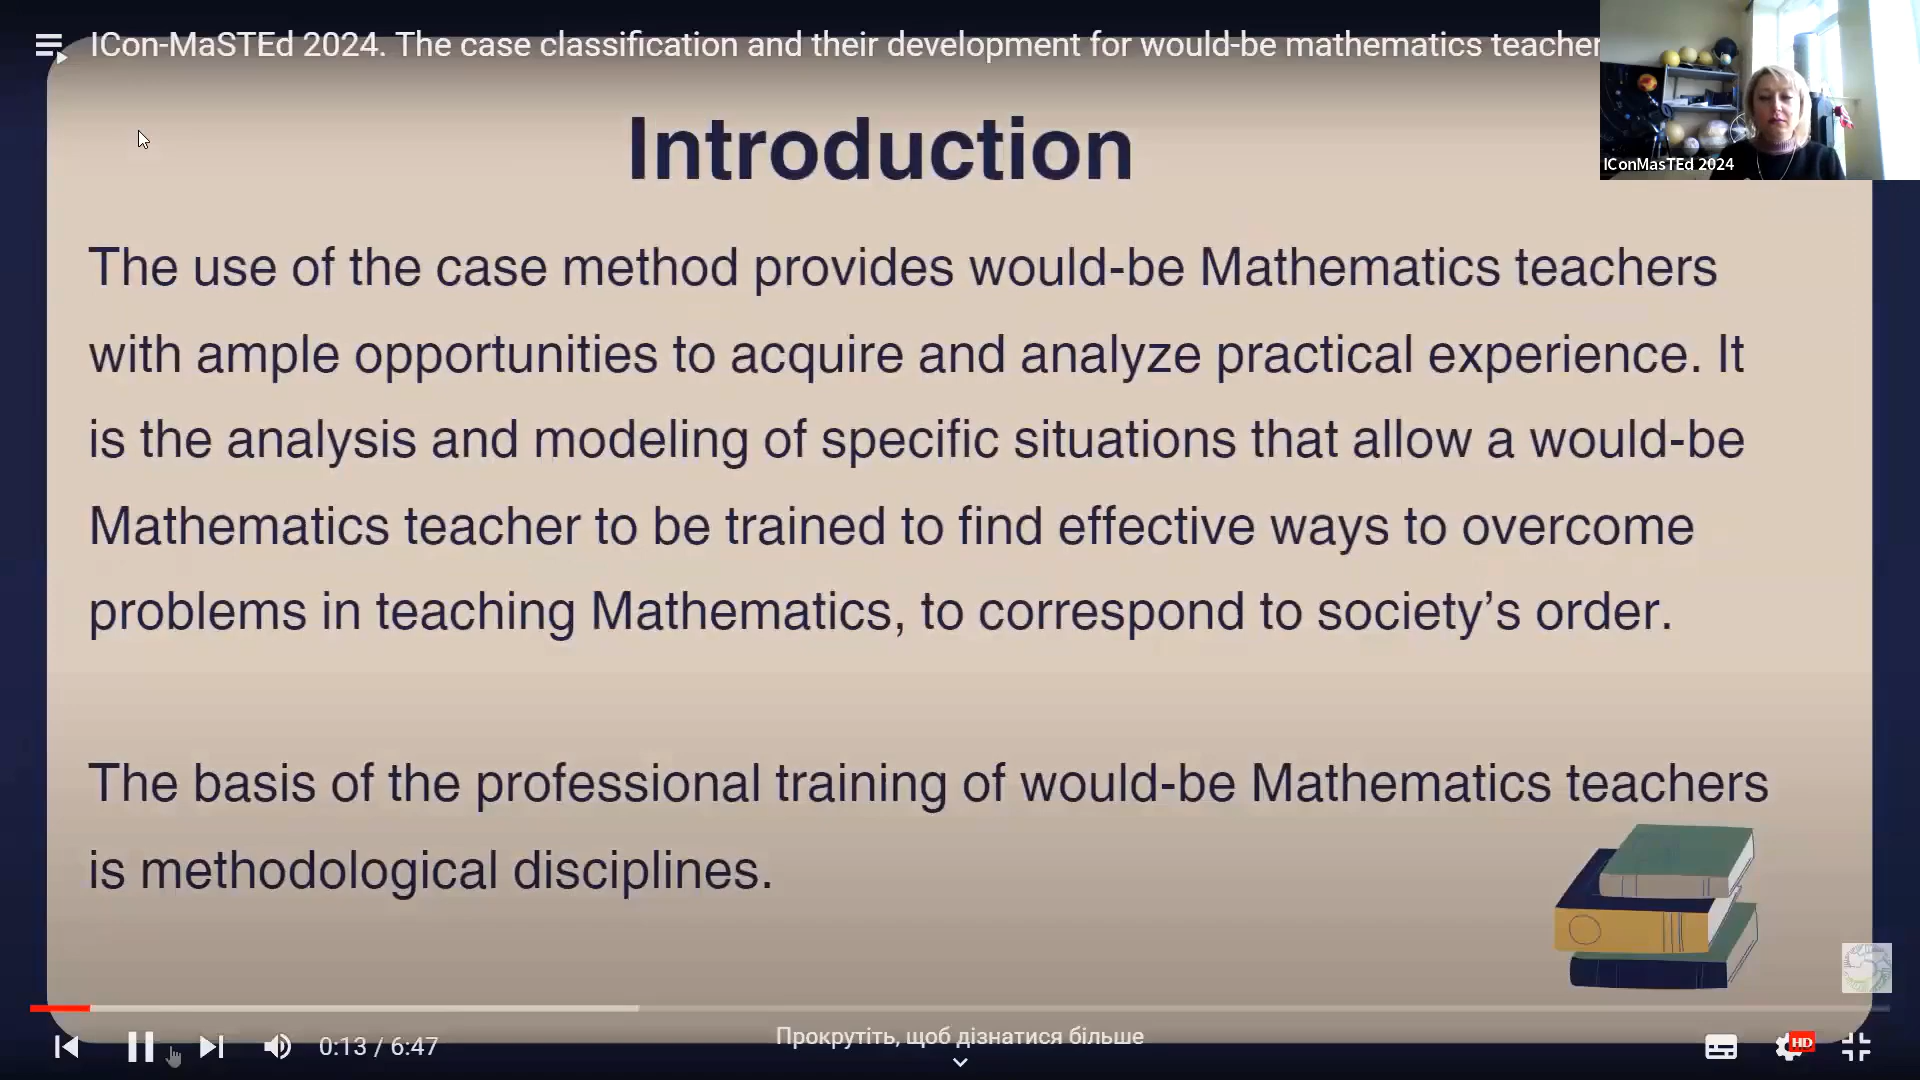 ICon-MaSTEd 2024. The case classification and their development for would-be mathematics teacher
IConMasTEd 2024
Introduction
The use of the case method provides would-be Mathematics teachers
with ample opportunities to acquire and analyze practical experience. It
is the analysis and modeling of specific situations that allow a would-be
Mathematics teacher to be trained to find effective ways to overcome
problems in teaching Mathematics, to correspond to society’s order.
The basis of the professional training of would-be Mathematics teachers
is methodological disciplines.
0:13 / 6:47
Прокрутіть, щоб дізнатися більше
HD